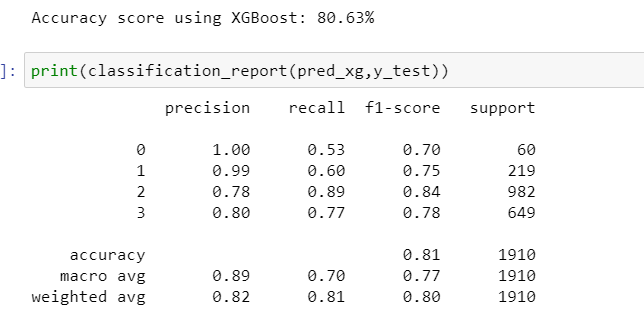 Accuracy score using XGBoost: 80.63%
]: print(classification_report(pred_xg,y_test))
precision recall f1-score support
0 1.00 0.53 0.70 60
1 0.99 0.60 0.75 219
2 0.78 0.89 0.84 982
3 0.80 0.77 0.78 649
accuracy 0.81 1910
macro avg 0.89 0.70 0.77 1910
weighted avg 0.82 0.81 0.80 1910